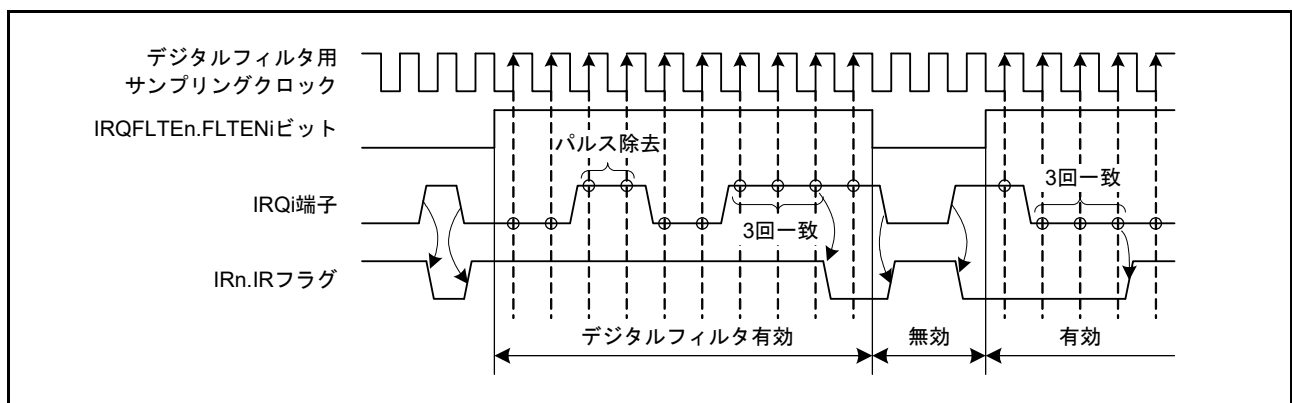 デジタルフィルタ用
サンプリングクロック
IRQFLTEn.FLTENiビット
パルス除去
IRQi端子
3回一致
3回一致
IRn.IRフラグ
デジタルフィルタ有効
無効
有効